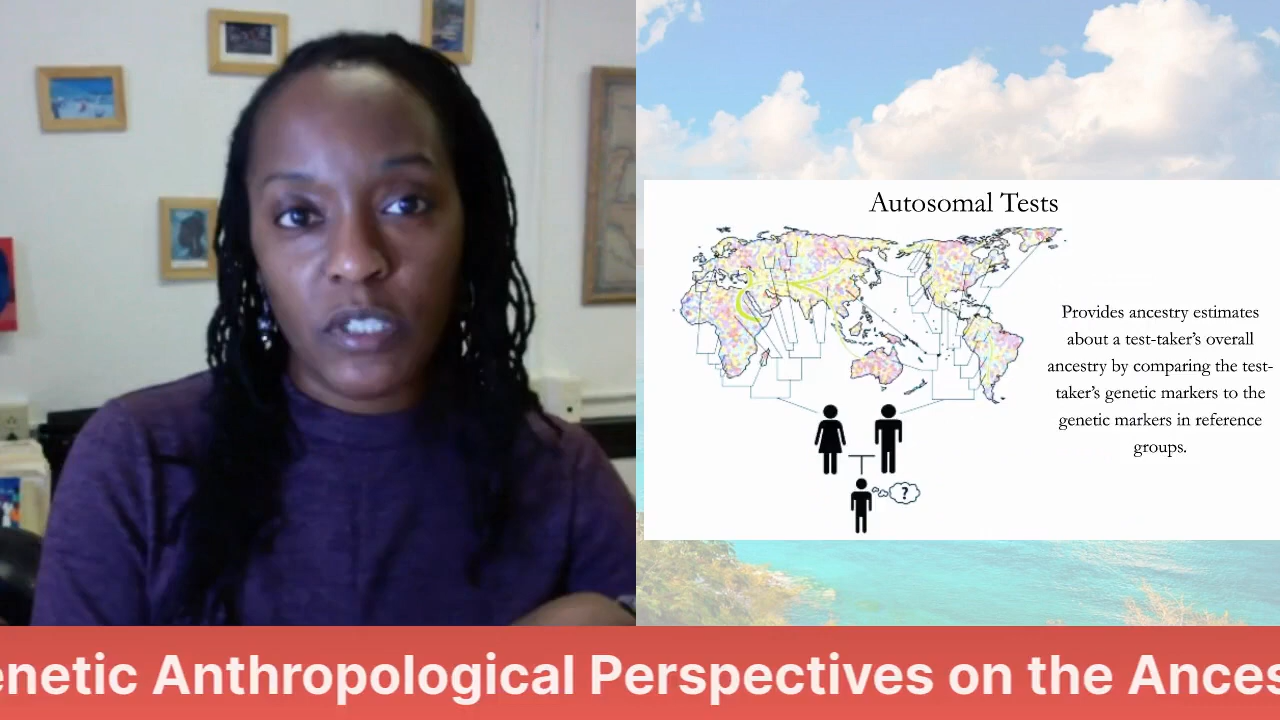 Autosomal Tests
Provides ancestry estimates
about a test-taker's overall
ancestry by comparing the test-
taker's genetic markers to the
genetic markers in reference
groups.
?
enetic Anthropological Perspectives on the Ances